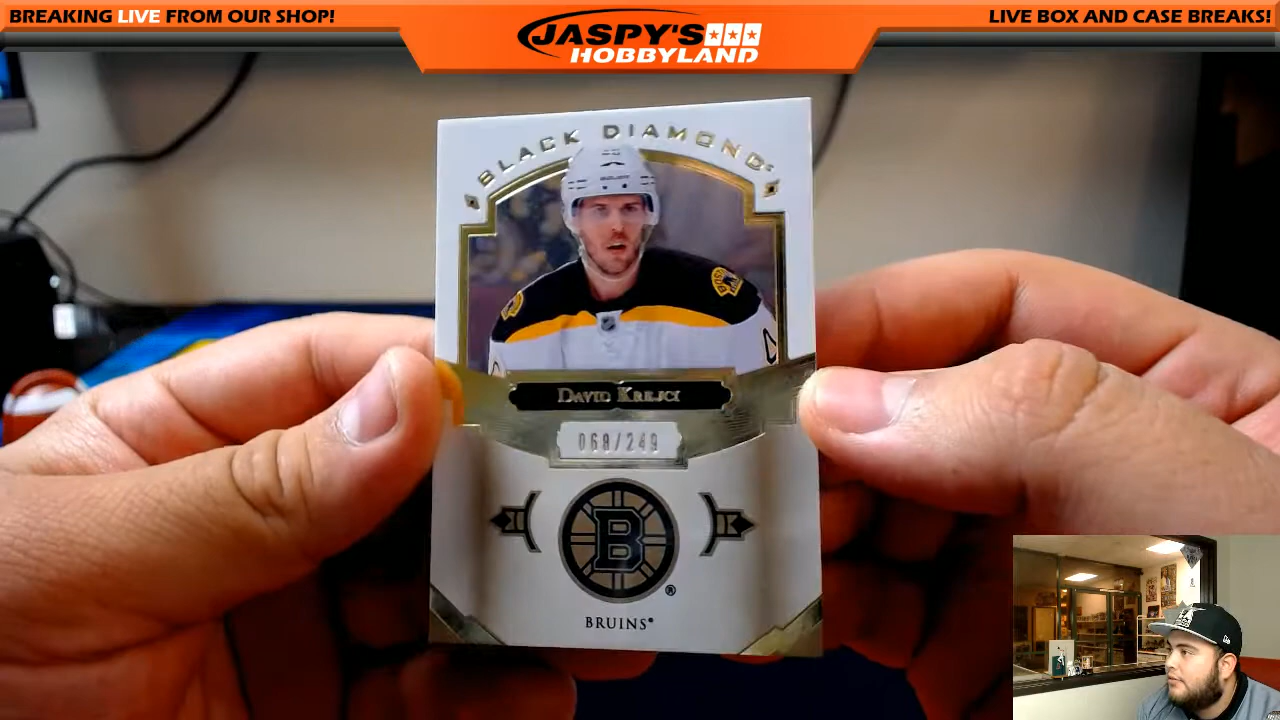 BREAKING LIVE FROM OUR SHOP!
JASPY'S
HOBBYLAND
LIVE BOX AND CASE BREAKS!
BLACK DIAMOND
DAVID KREJCI
068/249
B
®
BRUINS